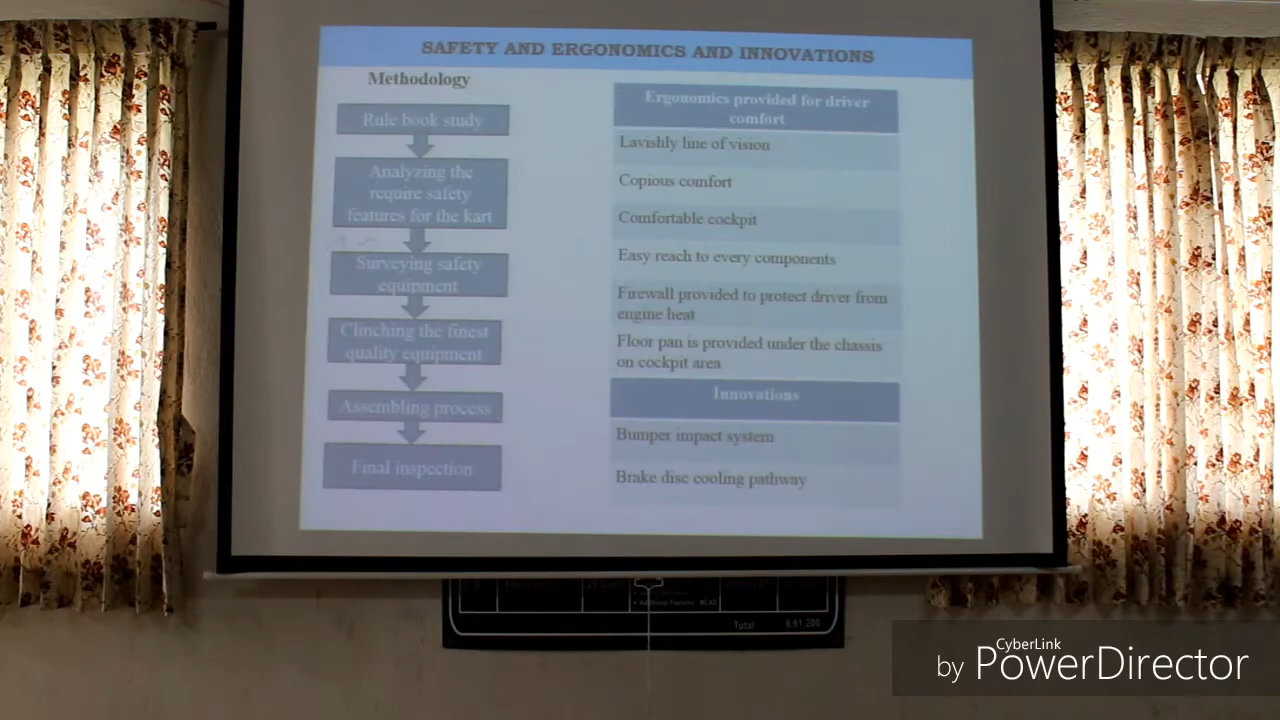 SAFETY AND ERGONOMICS AND INNOVATIONS
Methodology
Rule book study
Analyzing the
require safety
features for the kart
Surveying safety
equipment
Clinching the finest
quality equipment
Assembling process
Final inspection
Ergonomics provided for driver
comfort
Lavishly line of vision
Copious comfort
Comfortable cockpit
Easy reach to every components
Firewall provided to protect driver from
engine heat
Floor pan is provided under the chassis
on cockpit area
Innovations
Bumper impact system
Brake disc cooling pathway
Total 8,61,200
CyberLink
by PowerDirector